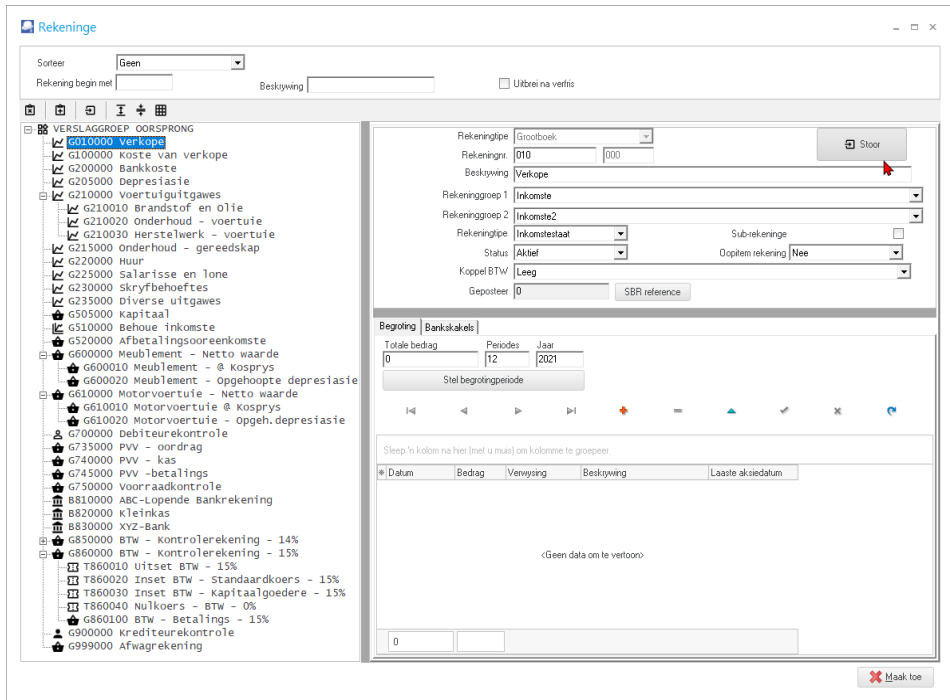 Rekeninge
Sorteer Geen
Rekening begin met Beskrywing Uitbrei na verfris
VERSLAGGROEP OORSPRONG
G010000 Verkope
G100000 Koste van verkope
G200000 Bankkoste
G205000 Depresiasie
G210000 Voertuiguitgawes
G210010 Brandstof en Olie
G210020 Onderhoud - voertuie
G210030 Herstelwerk - voertuie
G215000 Onderhoud - gereedskap
G220000 Huur
G225000 Salarisse en lone
G230000 Skryfbehoeftes
G235000 Diverse uitgawes
G505000 Kapitaal
G510000 Behoue inkomste
G520000 Afbetalingsooreenkomste
G600000 Meublement - Netto waarde
G600010 Meublement - @ Kosprys
G600020 Meublement - Opgehoopte depresiasie
G610000 Motorvoertuie - Netto waarde
G610010 Motorvoertuie @ Kosprys
G610020 Motorvoertuie - Opgeh.depresiasie
G700000 Debiteurekontrole
G735000 PVV - oordrag
G740000 PVV - kas
G745000 PVV -betalings
G750000 Voorraadkontrole
B810000 ABC-Lopende Bankrekening
B820000 Kleinkas
B830000 XYZ-Bank
G850000 BTW - Kontrolerekening - 14%
G860000 BTW - Kontrolerekening - 15%
T860010 Uitset BTW - 15%
T860020 Inset BTW - Standaardkoers - 15%
T860030 Inset BTW - Kapitaalgoedere - 15%
T860040 Nulkoers - BTW - 0%
G860100 BTW - Betalings - 15%
G900000 Krediteurekontrole
G999000 Afwagrekening
Rekeningtipe Grootboek
Stoor
Rekeningnr. 010 000
Beskrywing Verkope
Rekeninggroep 1 Inkomste
Rekeninggroep 2 Inkomste2
Rekeningtipe Inkomstestaat Sub-rekeninge
Status Aktief Oopitem rekening Nee
Koppel BTW Leeg
Geposteer 0 SBR reference
Begroting Bankskakels
Totale bedrag Periodes Jaar
0 12 2021
Stel begrotingperiode
Sleep 'n kolom na hier (met u muis) om kolomme te groepeer.
Datum Bedrag Verwysing Beskrywing Laaste aksiedatum
<Geen data om te vertoon>
0
Maak toe